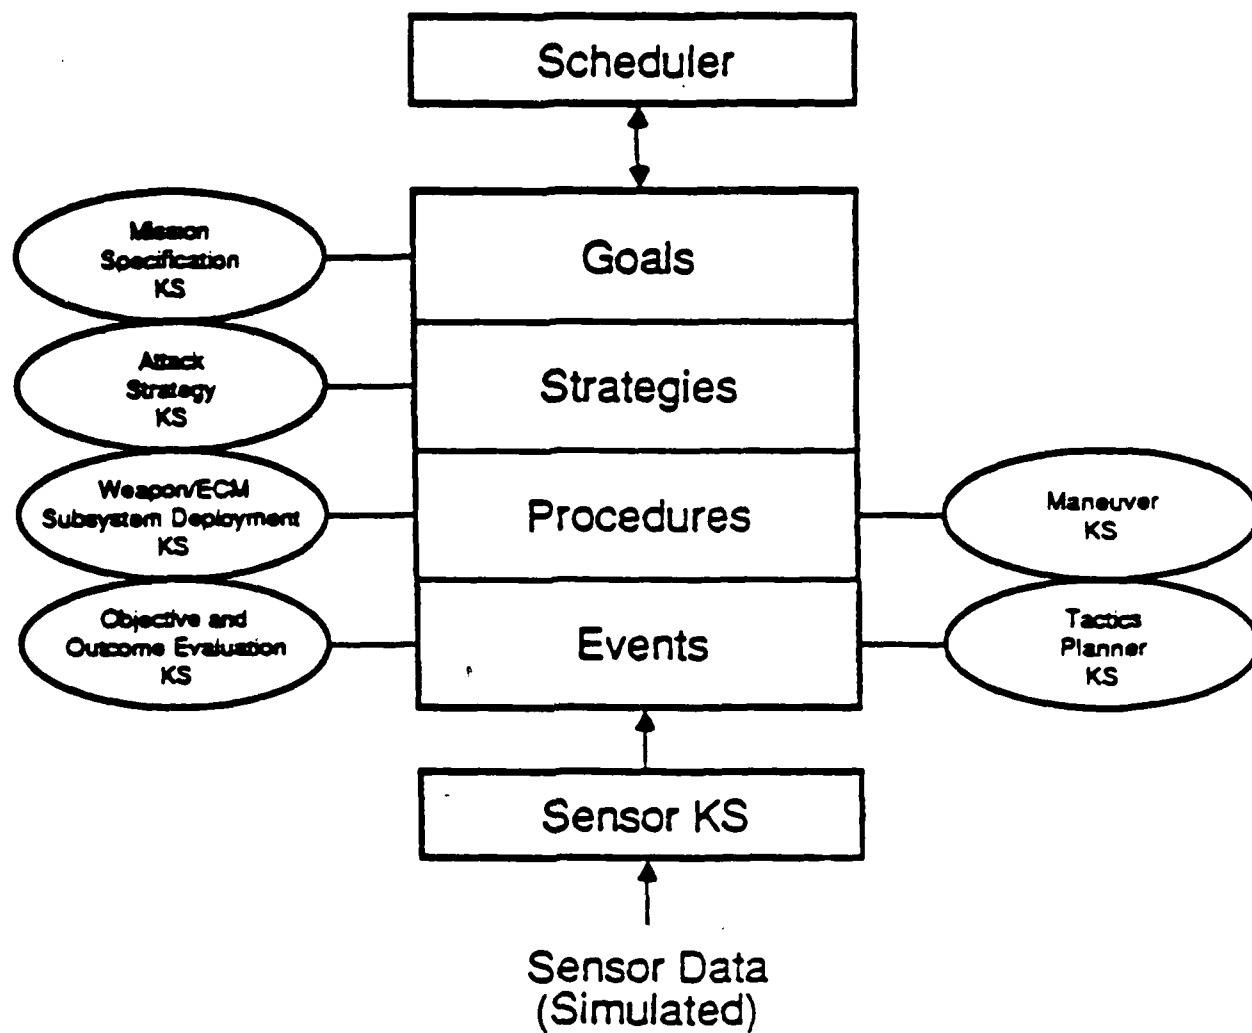 Scheduler
Mission
Specification
KS
Goals
Attack
Strategy
KS
Strategies
Weapon/ECM
Subsystem Deployment
KS
Procedures
Maneuver
KS
Objective and
Outcome Evaluation
KS
Events
Tactics
Planner
KS
Sensor KS
Sensor Data
(Simulated)